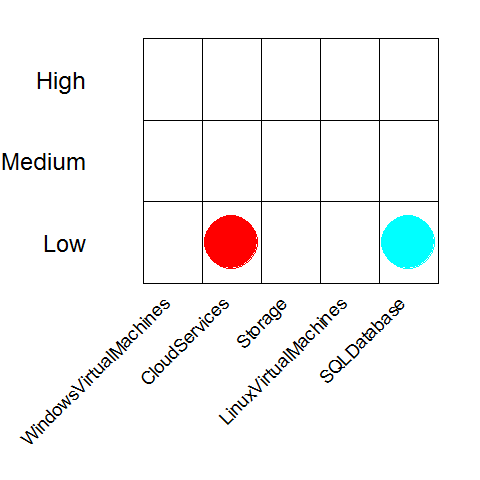 High
Medium
Low
WindowsVirtualMachines
CloudServices
Storage
LinuxVirtualMachines
SQLDatabase